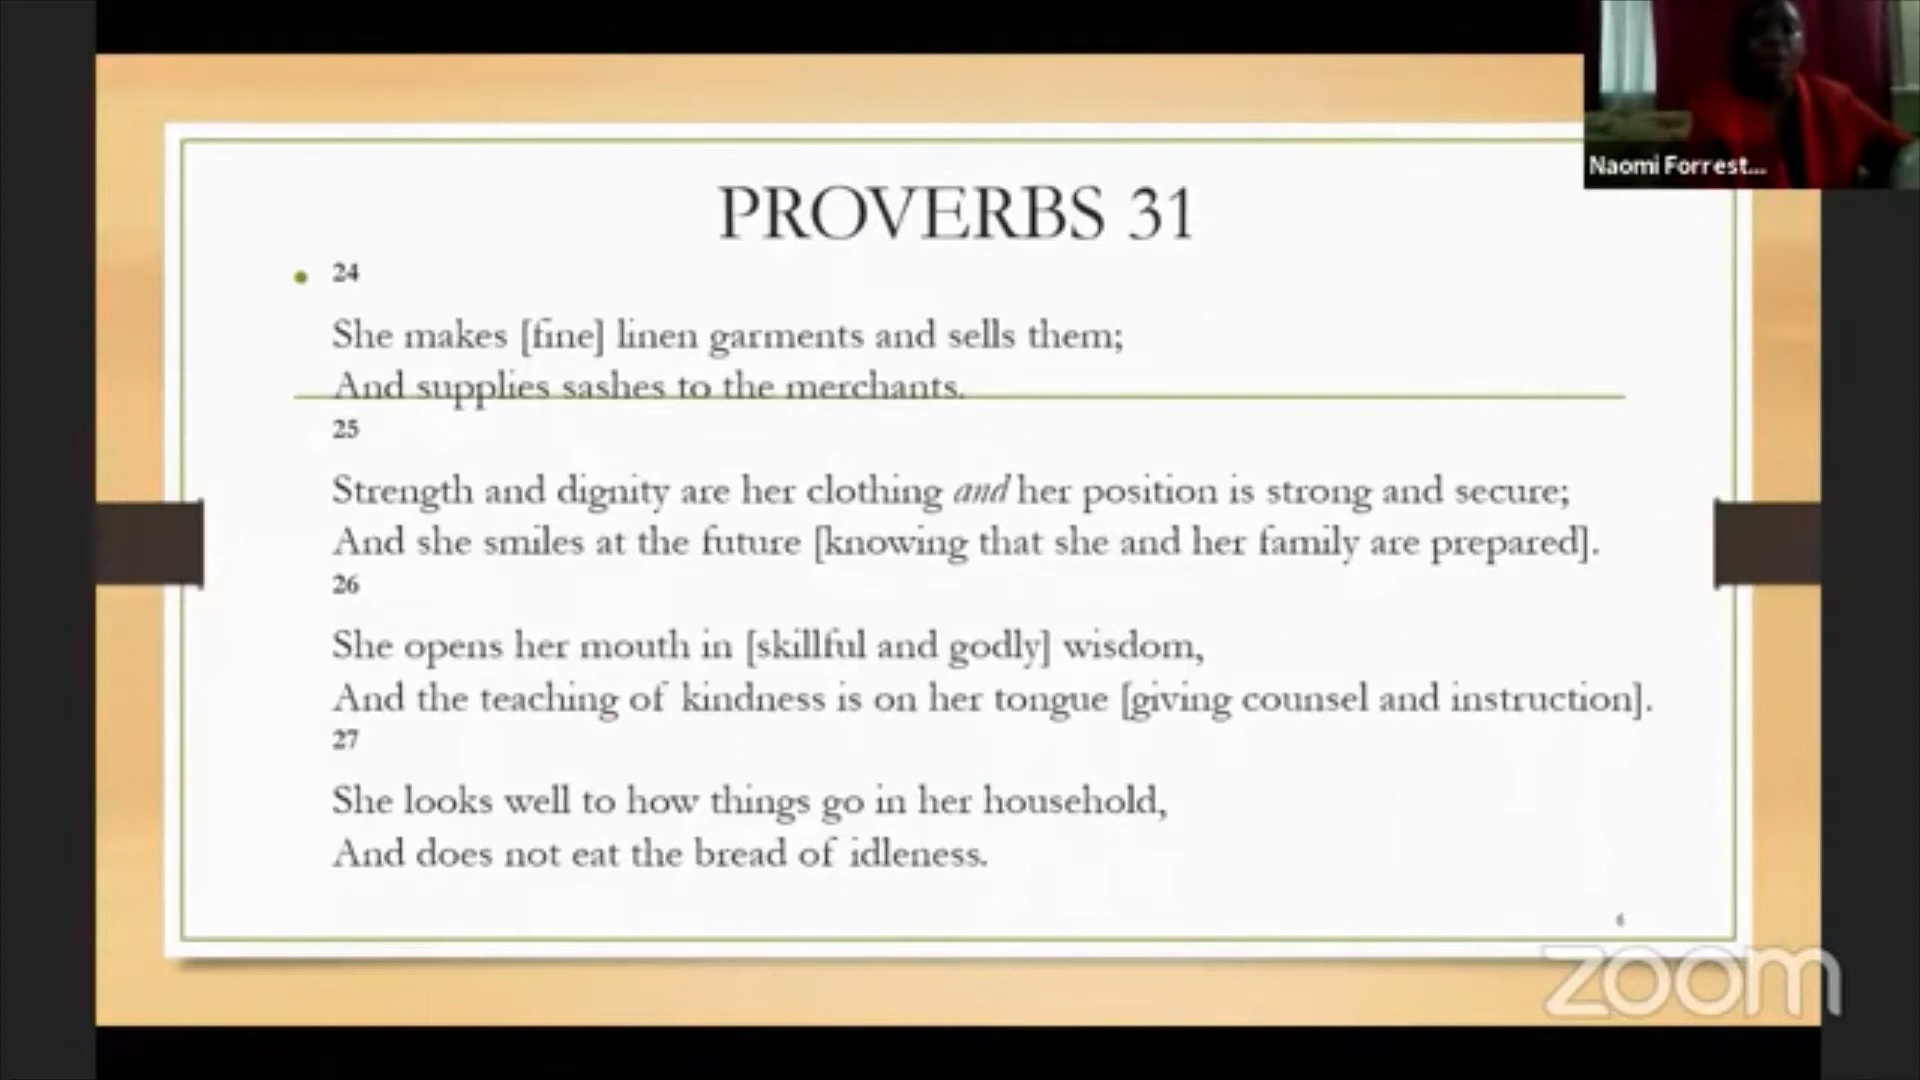 Naomi Forrest...
PROVERBS 31
• 24
She makes [fine] linen garments and sells them;
And supplies sashes to the merchants.
25
Strength and dignity are her clothing and her position is strong and secure;
And she smiles at the future [knowing that she and her family are prepared].
26
She opens her mouth in [skillful and godly] wisdom,
And the teaching of kindness is on her tongue [giving counsel and instruction].
27
She looks well to how things go in her household,
And does not eat the bread of idleness.
6
zoom